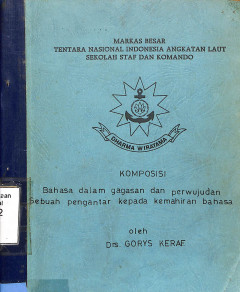 MARKAS BESAR
TENTARA NASIONAL INDONESIA ANGKATAN LAUT
SEKOLAH STAF DAN KOMANDO
DHARMA WIRATAMA
KOMPOSISI
Bahasa dalam gagasan dan perwujudan
Sebuah pengantar kepada kemahiran bahasa
oleh
Drs. GORYS KERAF